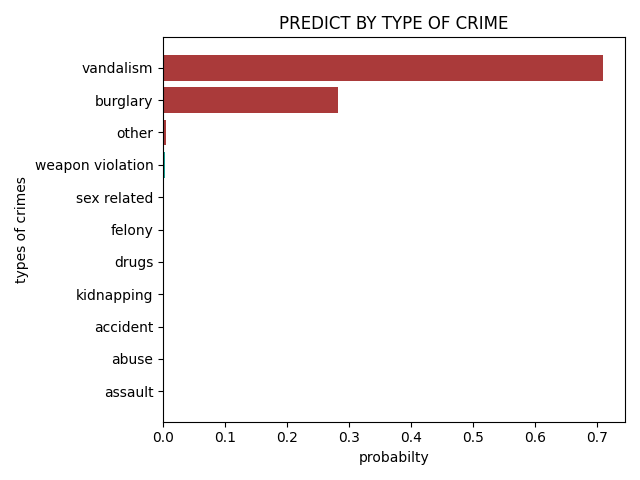 PREDICT BY TYPE OF CRIME
vandalism
burglary
other
weapon violation
sex related
felony
drugs
kidnapping
accident
abuse
assault
types of crimes
0.0 0.1 0.2 0.3 0.4 0.5 0.6 0.7
probabilty